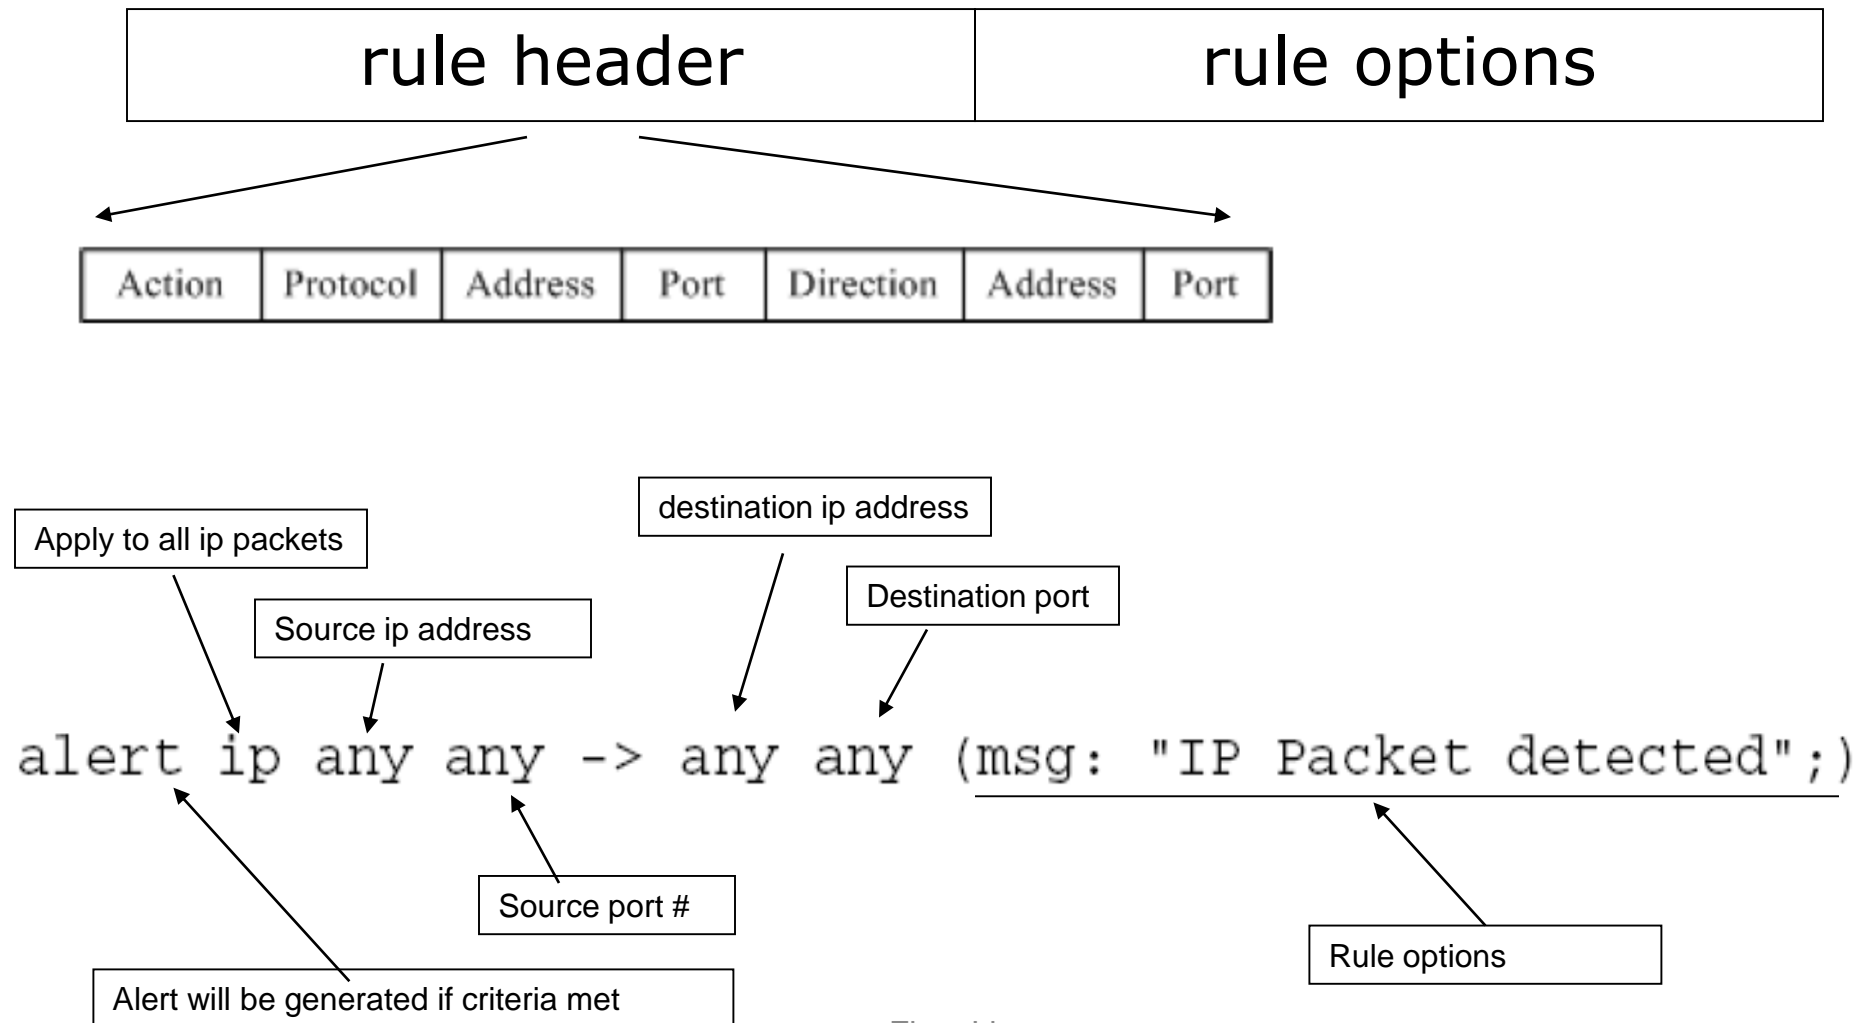 rule header rule options
Action Protocol Address Port Direction Address Port
destination ip address
Apply to all ip packets
Destination port
Source ip address
alert ip any any -> any any (msg: "IP Packet detected";)
Source port #
Rule options
Alert will be generated if criteria met